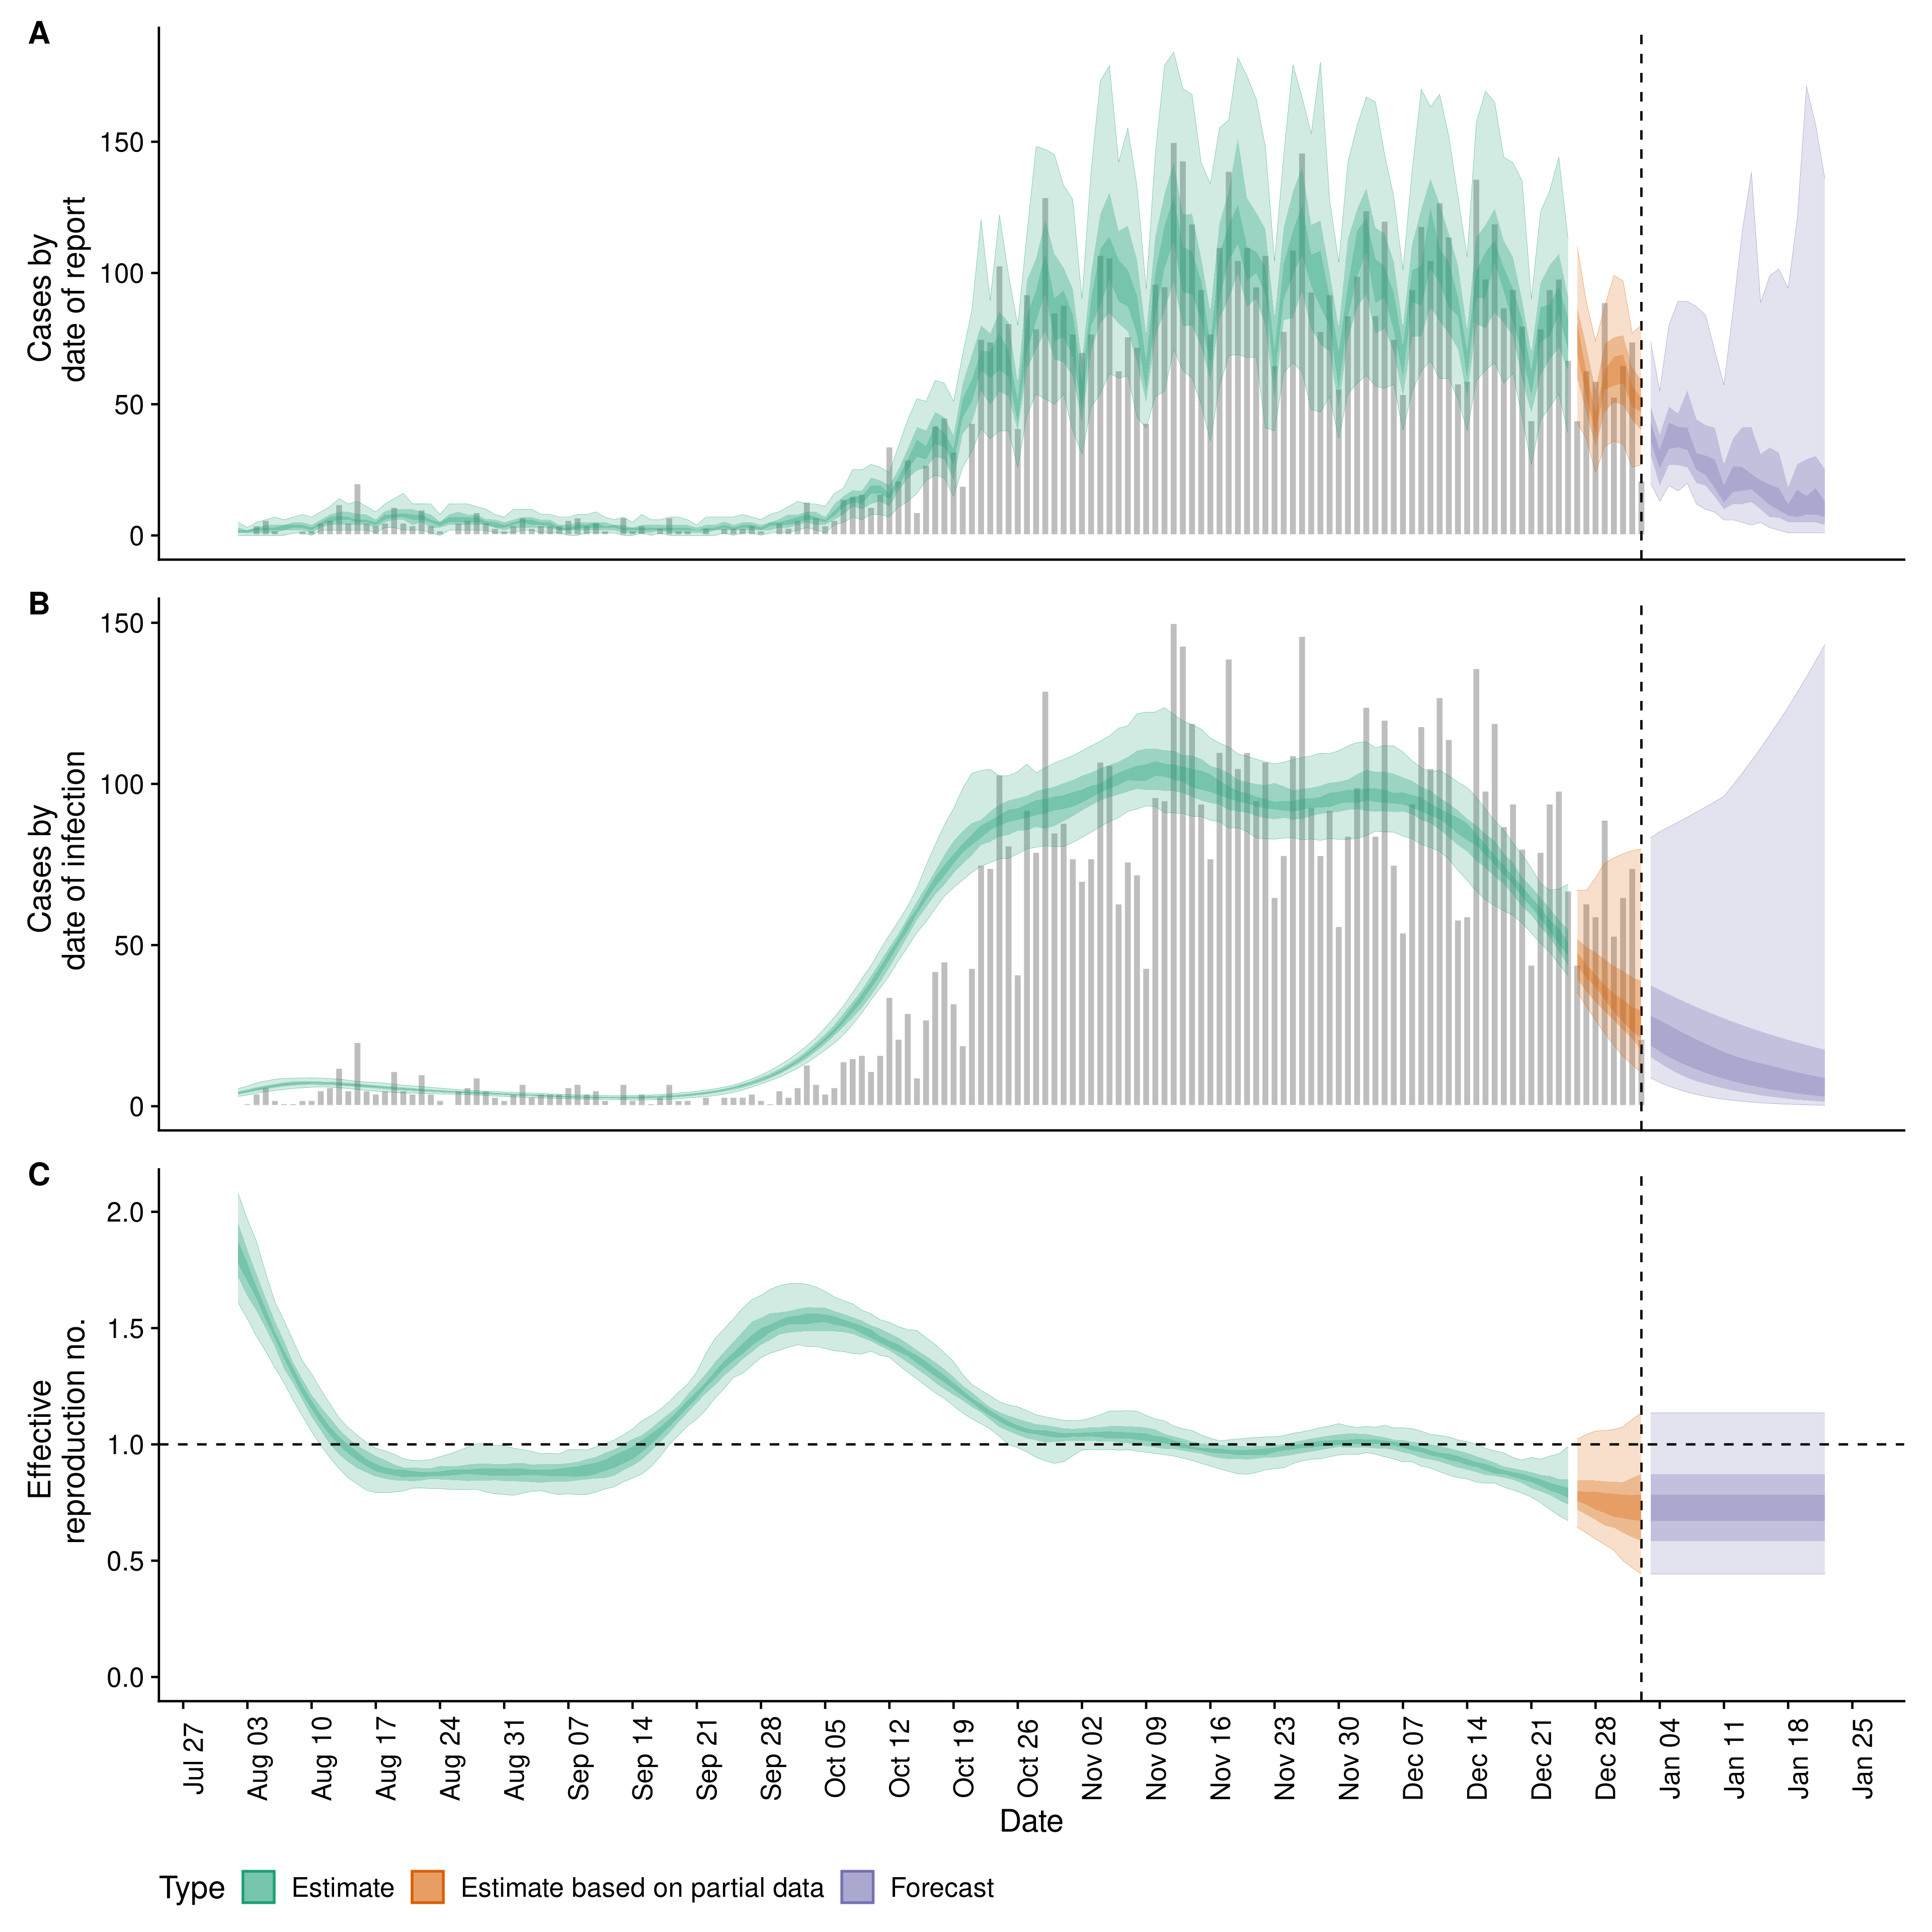 A
Cases by
date of report
150
100
50
0
B
Cases by
date of infection
150
100
50
0
C
Effective
reproduction no.
2.0
1.5
1.0
0.5
0.0
Jul 27
Aug 03
Aug 10
Aug 17
Aug 24
Aug 31
Sep 07
Sep 14
Sep 21
Sep 28
Oct 05
Oct 12
Oct 19
Oct 26
Nov 02
Nov 09
Nov 16
Nov 23
Nov 30
Dec 07
Dec 14
Dec 21
Dec 28
Jan 04
Jan 11
Jan 18
Jan 25
Date
Type Estimate Estimate based on partial data Forecast